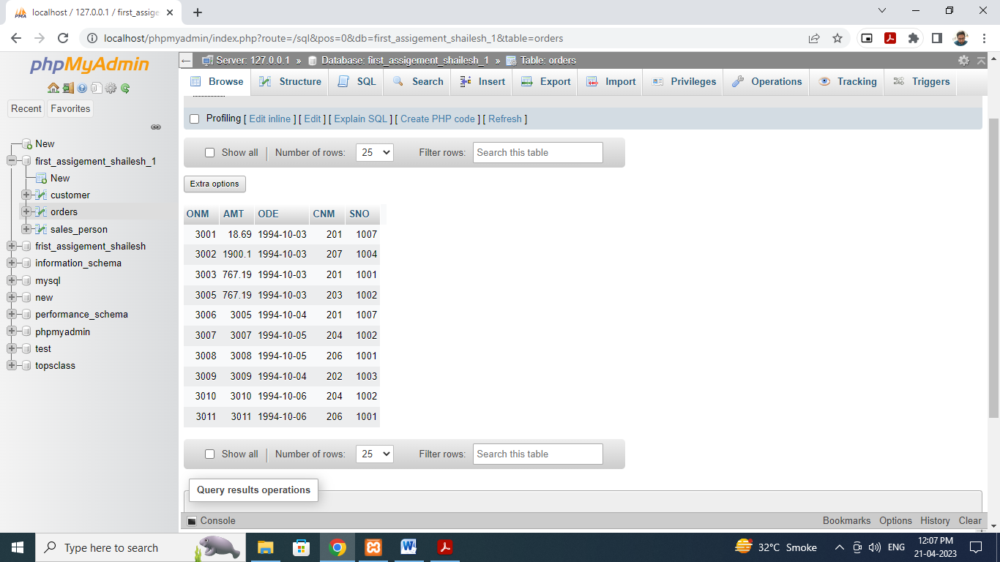 localhost / 127.0.0.1 / first_assige
localhost/phpmyadmin/index.php?route=/sql&pos=0&db=first_assigement_shailesh_1&table=orders
phpMyAdmin
Recent Favorites
New
first_assigement_shailesh_1
New
customer
orders
sales_person
frist_assigement_shailesh
information_schema
mysql
new
performance_schema
phpmyadmin
test
topsclass
Server: 127.0.0.1 » Database: first_assigement_shailesh_1 » Table: orders
Browse Structure SQL Search Insert Export Import Privileges Operations Tracking Triggers
Profiling [ Edit inline ] [ Edit ] [ Explain SQL ] [ Create PHP code ] [ Refresh ]
Show all | Number of rows: 25 Filter rows: Search this table
Extra options
ONM AMT ODE CNM SNO
3001 18.69 1994-10-03 201 1007
3002 1900.1 1994-10-03 207 1004
3003 767.19 1994-10-03 201 1001
3005 767.19 1994-10-03 203 1002
3006 3005 1994-10-04 201 1007
3007 3007 1994-10-05 204 1002
3008 3008 1994-10-05 206 1001
3009 3009 1994-10-04 202 1003
3010 3010 1994-10-06 204 1002
3011 3011 1994-10-06 206 1001
Show all | Number of rows: 25 Filter rows: Search this table
Query results operations
Console Bookmarks Options History Clear
Type here to search 32°C Smoke ENG 12:07 PM
21-04-2023